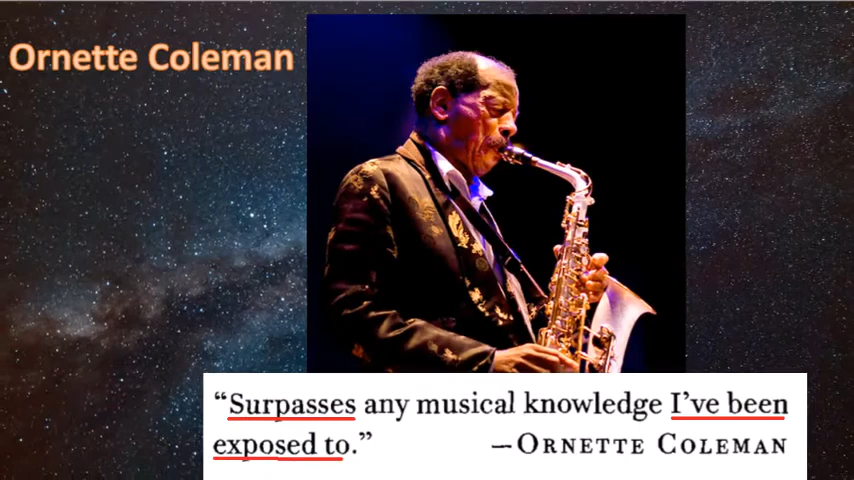 Ornette Coleman
“Surpasses any musical knowledge I’ve been
exposed to.” —ORNETTE COLEMAN